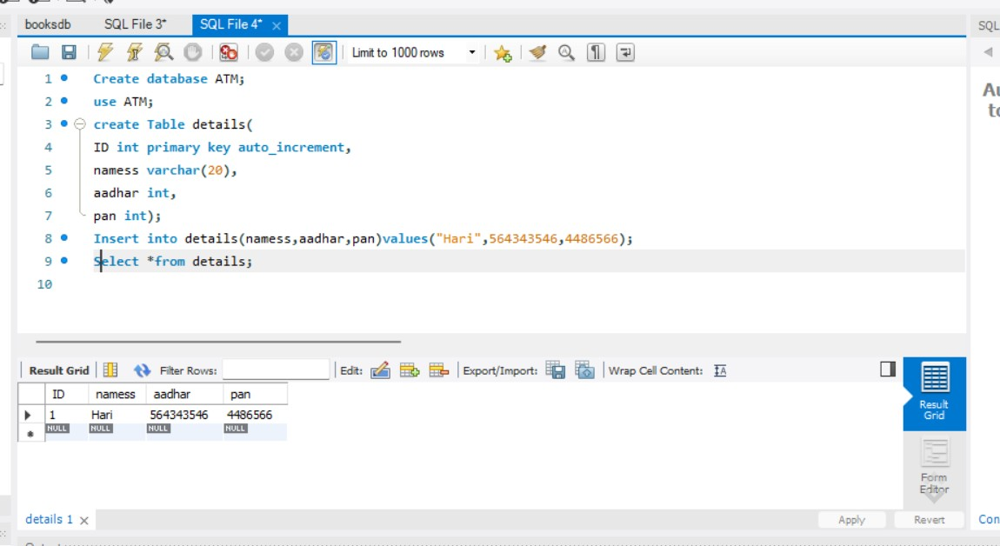 booksdb SQL File 3* SQL File 4* SQL
Limit to 1000 rows
1 Create database ATM;
2 use ATM;
3 create Table details(
4 ID int primary key auto_increment,
5 namess varchar(20),
6 aadhar int,
7 pan int);
8 Insert into details(namess,aadhar,pan)values("Hari",564343546,4486566);
9 Select *from details;
10
Result Grid Filter Rows: Edit: Export/Import: Wrap Cell Content: IA
ID namess aadhar pan
1 Hari 564343546 4486566
NULL NULL NULL NULL
Result
Grid
Form
Editor
details 1 Apply Revert Con